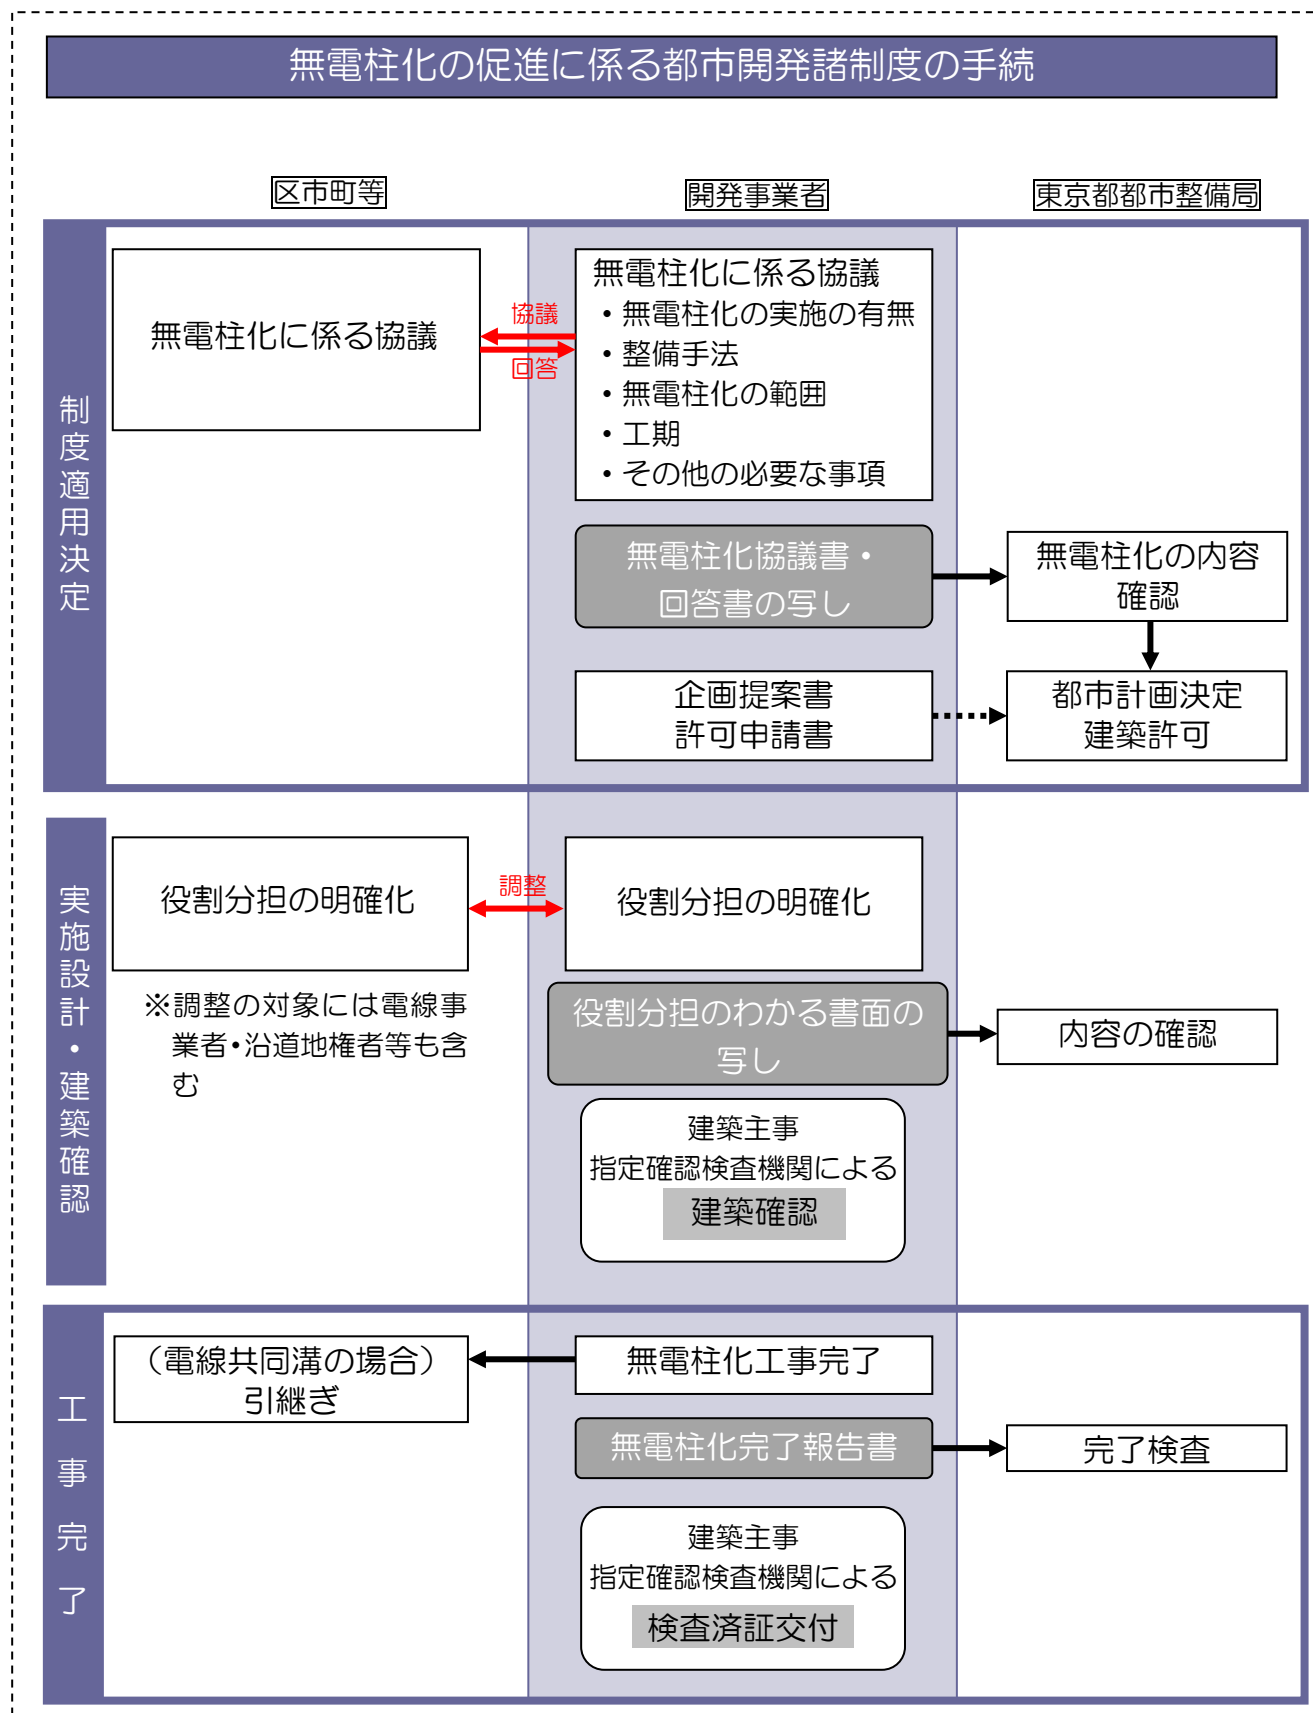 無電柱化の促進に係る都市開発諸制度の手続
区市町等
開発事業者
東京都都市整備局
制度適用決定
無電柱化に係る協議
協議
回答
無電柱化に係る協議
・無電柱化の実施の有無
・整備手法
・無電柱化の範囲
・工期
・その他の必要な事項
無電柱化協議書・
回答書の写し
無電柱化の内容
確認
企画提案書
許可申請書
都市計画決定
建築許可
実施設計・建築確認
役割分担の明確化
調整
役割分担の明確化
※調整の対象には電線事
業者・沿道地権者等も含
む
役割分担のわかる書面の
写し
内容の確認
建築主事
指定確認検査機関による
建築確認
工事完了
（電線共同溝の場合）
引継ぎ
無電柱化工事完了
無電柱化完了報告書
完了検査
建築主事
指定確認検査機関による
検査済証交付